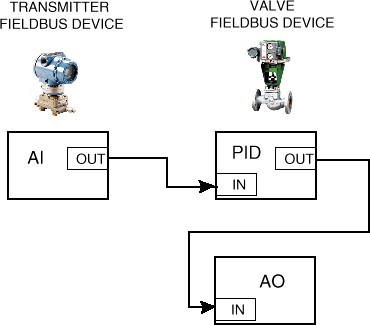 TRANSMITTER
FIELDBUS DEVICE
VALVE
FIELDBUS DEVICE
AI
OUT
PID
OUT
IN
AO
IN